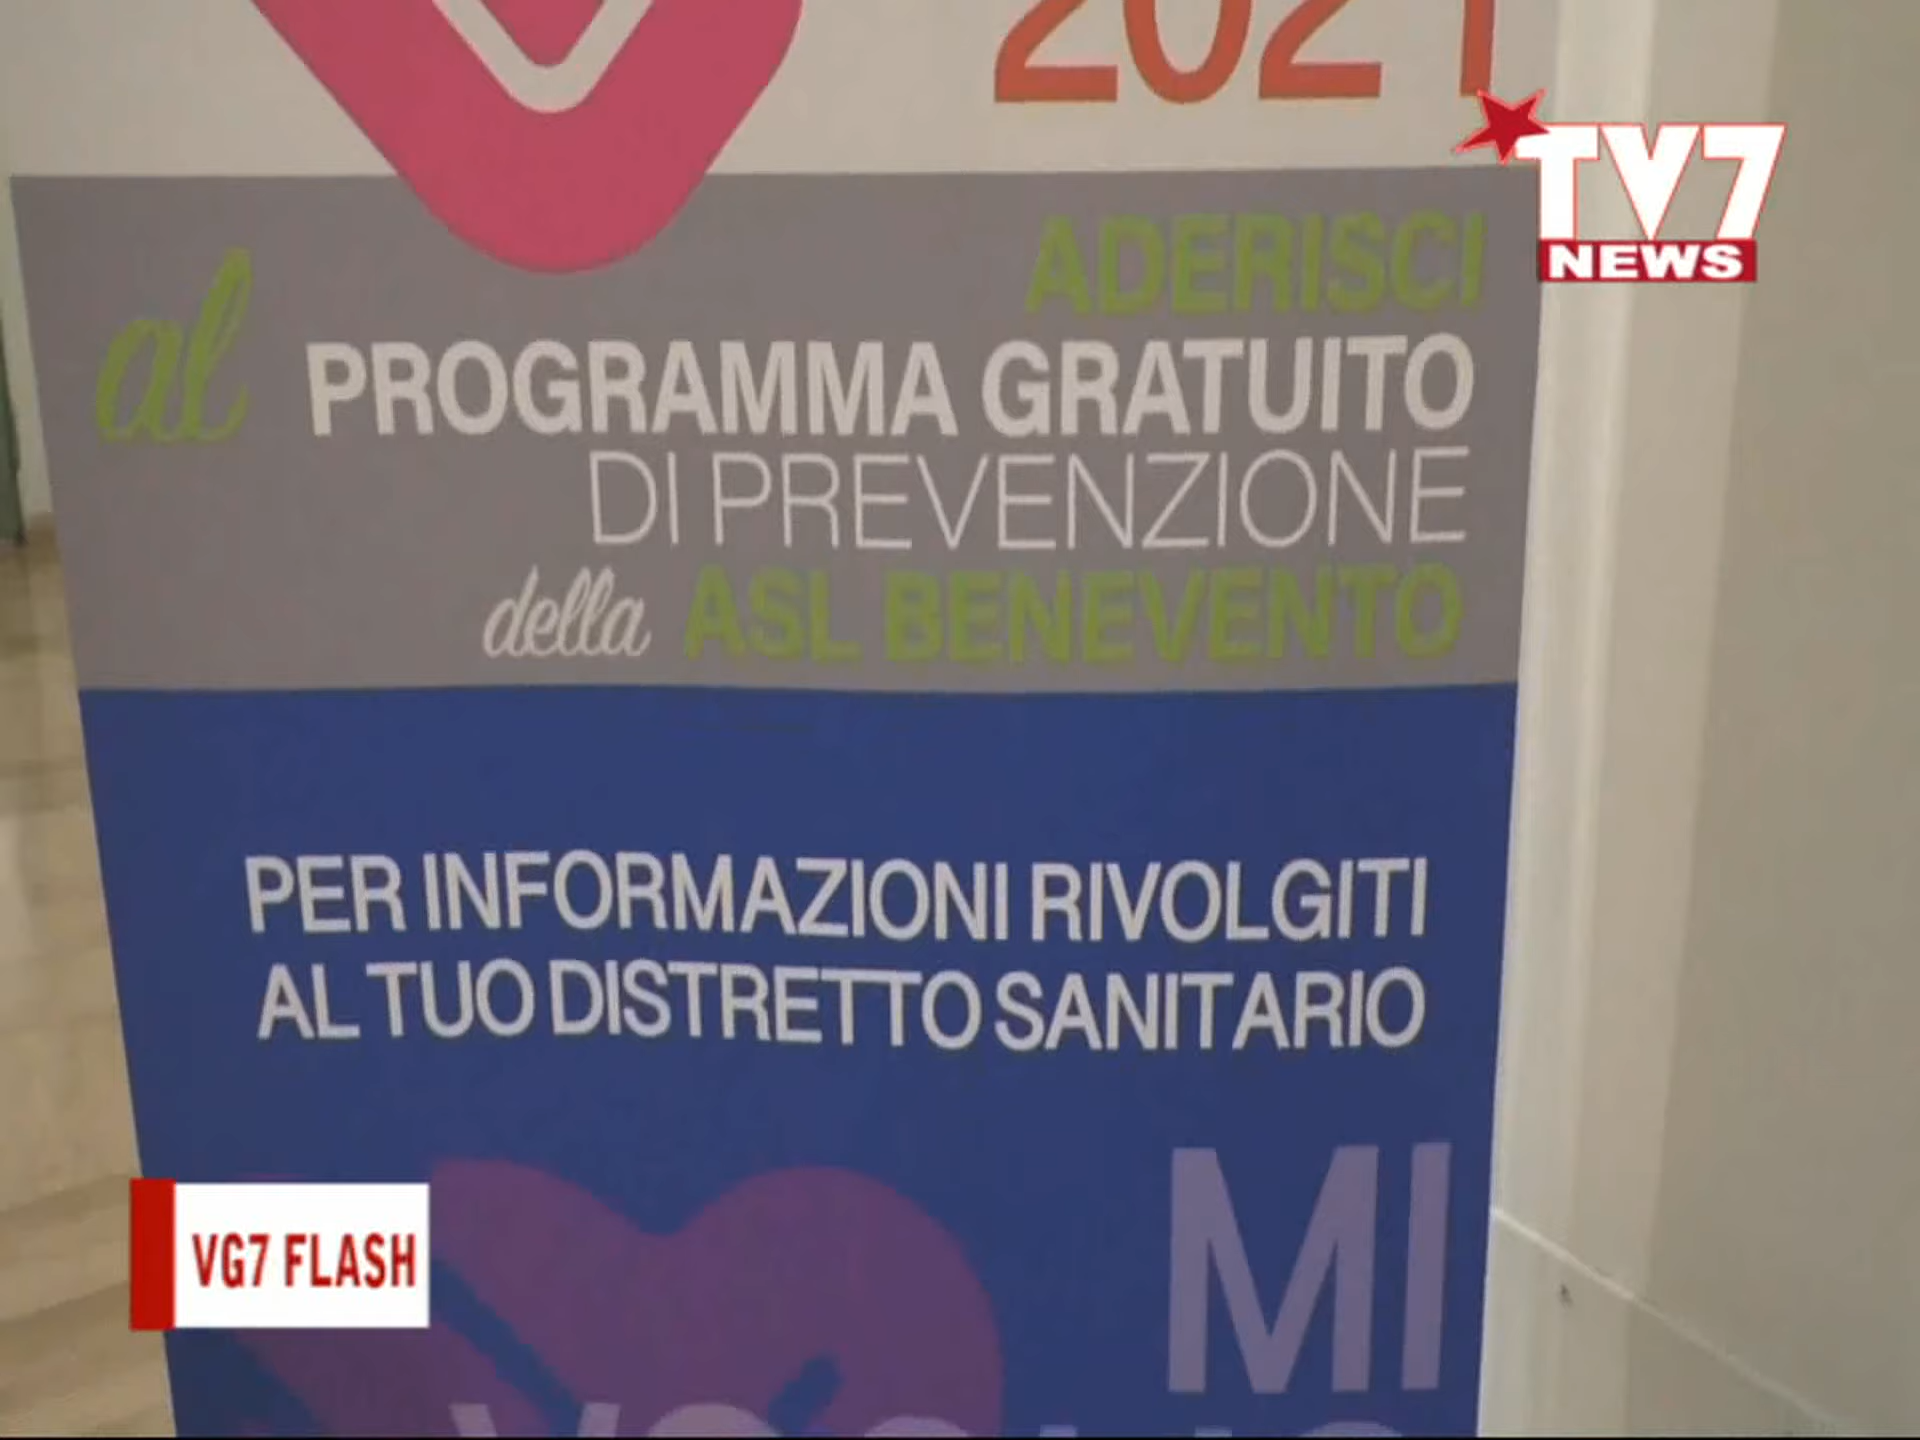 2021
TV7
NEWS
ADERISCI
al PROGRAMMA GRATUITO
DI PREVENZIONE
della ASL BENEVENTO
PER INFORMAZIONI RIVOLGITI
AL TUO DISTRETTO SANITARIO
MI
VG7 FLASH